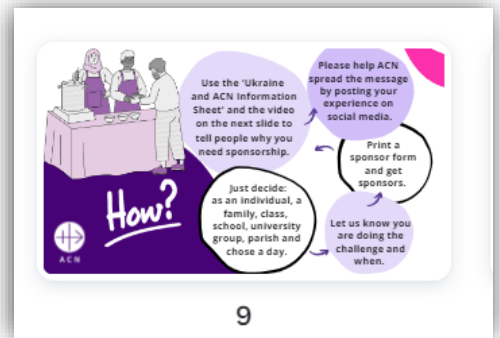 How?
ACN
Just decide:
as an individual, a
family, class,
school, university
group, parish and
chose a day.
Let us know you
are doing the
challenge and
when.
Print a
sponsor form
and get
sponsors.
Use the 'Ukraine
and ACN Information
Sheet' and the video
on the next slide to
tell people why you
need sponsorship.
Please help ACN
spread the message
by posting your
experience on
social media.
9